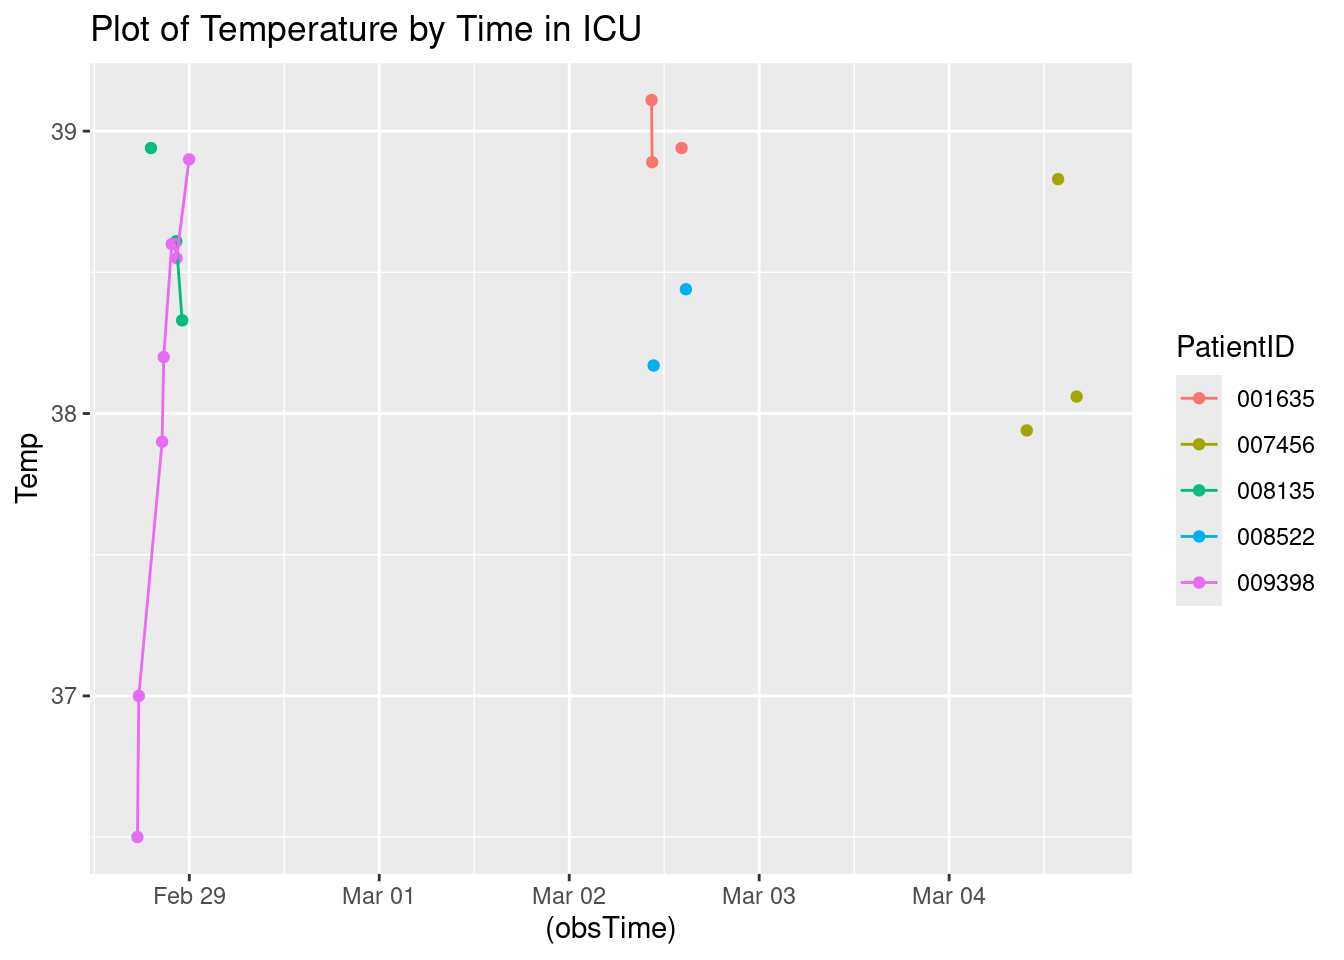 Plot of Temperature by Time in ICU
39
38
37
Temp
Feb 29 Mar 01 Mar 02 Mar 03 Mar 04
(obsTime)
PatientID
001635
007456
008135
008522
009398